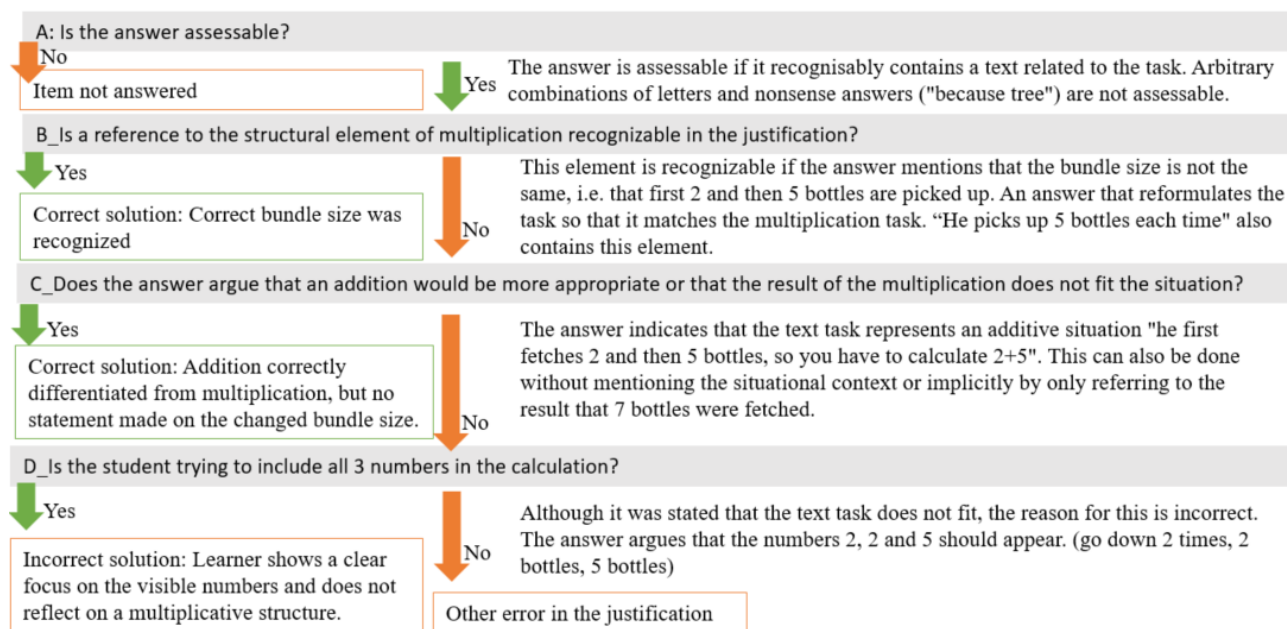 A: Is the answer assessable?
No
Item not answered
Yes
The answer is assessable if it recognisably contains a text related to the task. Arbitrary
combinations of letters and nonsense answers ("because tree") are not assessable.
B_Is a reference to the structural element of multiplication recognizable in the justification?
Yes
Correct solution: Correct bundle size was
recognized
No
This element is recognizable if the answer mentions that the bundle size is not the
same, i.e. that first 2 and then 5 bottles are picked up. An answer that reformulates the
task so that it matches the multiplication task. “He picks up 5 bottles each time" also
contains this element.
C_Does the answer argue that an addition would be more appropriate or that the result of the multiplication does not fit the situation?
Yes
Correct solution: Addition correctly
differentiated from multiplication, but no
statement made on the changed bundle size.
No
The answer indicates that the text task represents an additive situation "he first
fetches 2 and then 5 bottles, so you have to calculate 2+5". This can also be done
without mentioning the situational context or implicitly by only referring to the
result that 7 bottles were fetched.
D_Is the student trying to include all 3 numbers in the calculation?
Yes
Incorrect solution: Learner shows a clear
focus on the visible numbers and does not
reflect on a multiplicative structure.
No
Although it was stated that the text task does not fit, the reason for this is incorrect.
The answer argues that the numbers 2, 2 and 5 should appear. (go down 2 times, 2
bottles, 5 bottles)
Other error in the justification